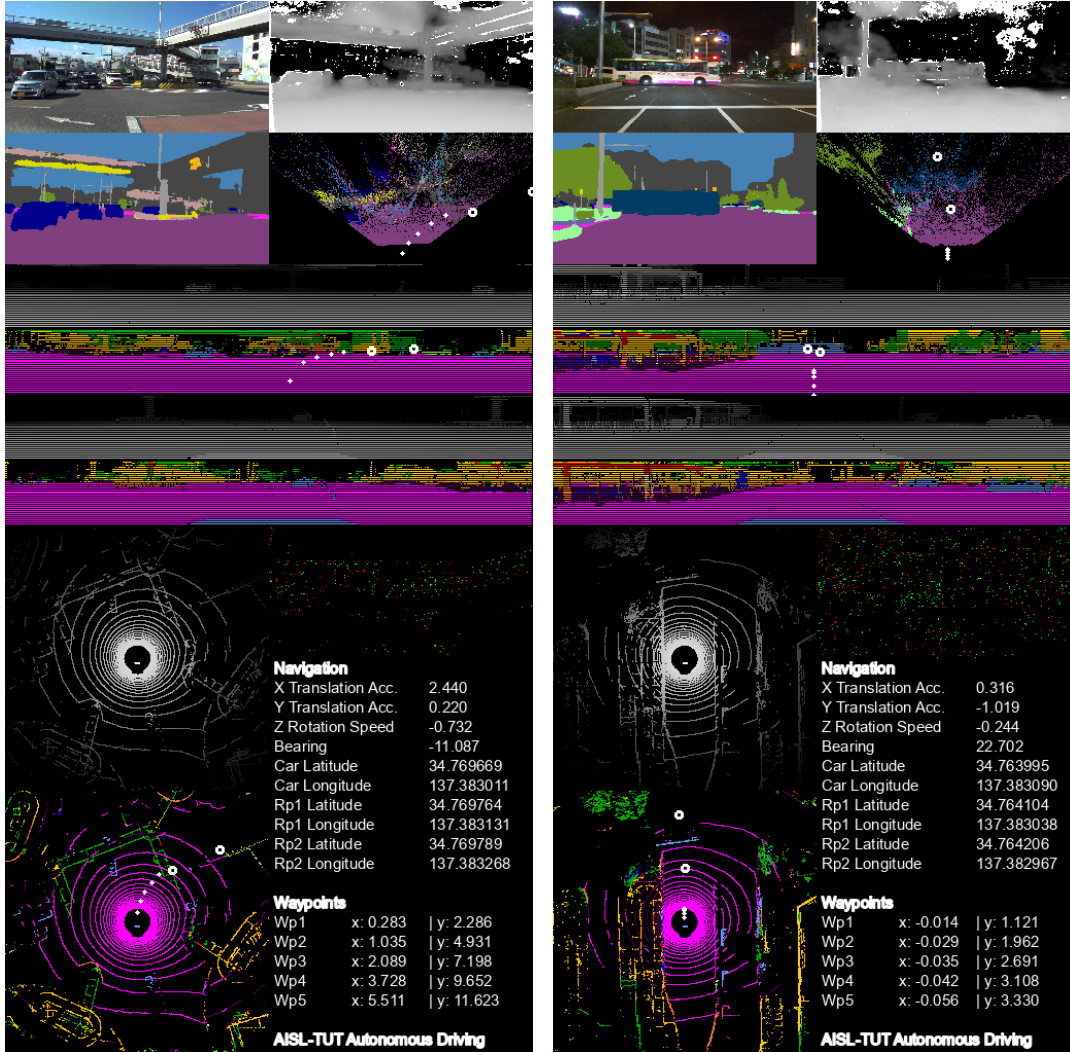 Navigation
X Translation Acc. 2.440
Y Translation Acc. 0.220
Z Rotation Speed -0.732
Bearing -11.087
Car Latitude 34.769669
Car Longitude 137.383011
Rp1 Latitude 34.769764
Rp1 Longitude 137.383131
Rp2 Latitude 34.769789
Rp2 Longitude 137.383268
Waypoints
Wp1 x: 0.283 | y: 2.286
Wp2 x: 1.035 | y: 4.931
Wp3 x: 2.089 | y: 7.198
Wp4 x: 3.728 | y: 9.652
Wp5 x: 5.511 | y: 11.623
AISL-TUT Autonomous Driving
Navigation
X Translation Acc. 0.316
Y Translation Acc. -1.019
Z Rotation Speed -0.244
Bearing 22.702
Car Latitude 34.763995
Car Longitude 137.383090
Rp1 Latitude 34.764104
Rp1 Longitude 137.383038
Rp2 Latitude 34.764206
Rp2 Longitude 137.382967
Waypoints
Wp1 x: -0.014 | y: 1.121
Wp2 x: -0.029 | y: 1.962
Wp3 x: -0.035 | y: 2.691
Wp4 x: -0.042 | y: 3.108
Wp5 x: -0.056 | y: 3.330
AISL-TUT Autonomous Driving